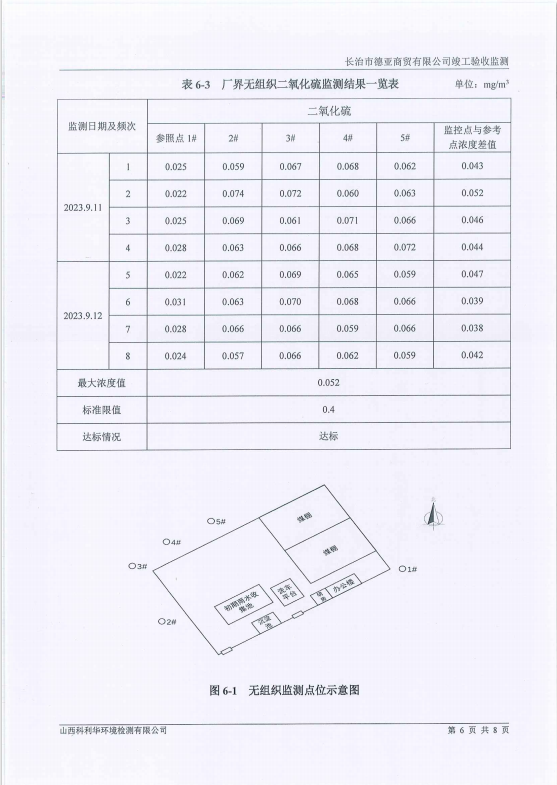 长治市德亚商贸有限公司竣工验收监测
表 6-3 厂界无组织二氧化硫监测结果一览表 单位：mg/m³
监测日期及频次 二氧化硫
参照点 1# 2# 3# 4# 5# 监控点与参考
点浓度差值
2023.9.11
1 0.025 0.059 0.067 0.068 0.062 0.043
2 0.022 0.074 0.072 0.060 0.063 0.052
3 0.025 0.069 0.061 0.071 0.066 0.046
4 0.028 0.063 0.066 0.068 0.072 0.044
2023.9.12
5 0.022 0.062 0.069 0.065 0.059 0.047
6 0.031 0.063 0.070 0.068 0.066 0.039
7 0.028 0.066 0.066 0.059 0.066 0.038
8 0.024 0.057 0.066 0.062 0.059 0.042
最大浓度值 0.052
标准限值 0.4
达标情况 达标
5#
煤棚
4#
煤棚
3#
1#
洗车
平台
办公楼
初期雨水收
集池
2#
沉淀
池
图 6-1 无组织监测点位示意图
山西科利华环境检测有限公司 第 6 页 共 8 页